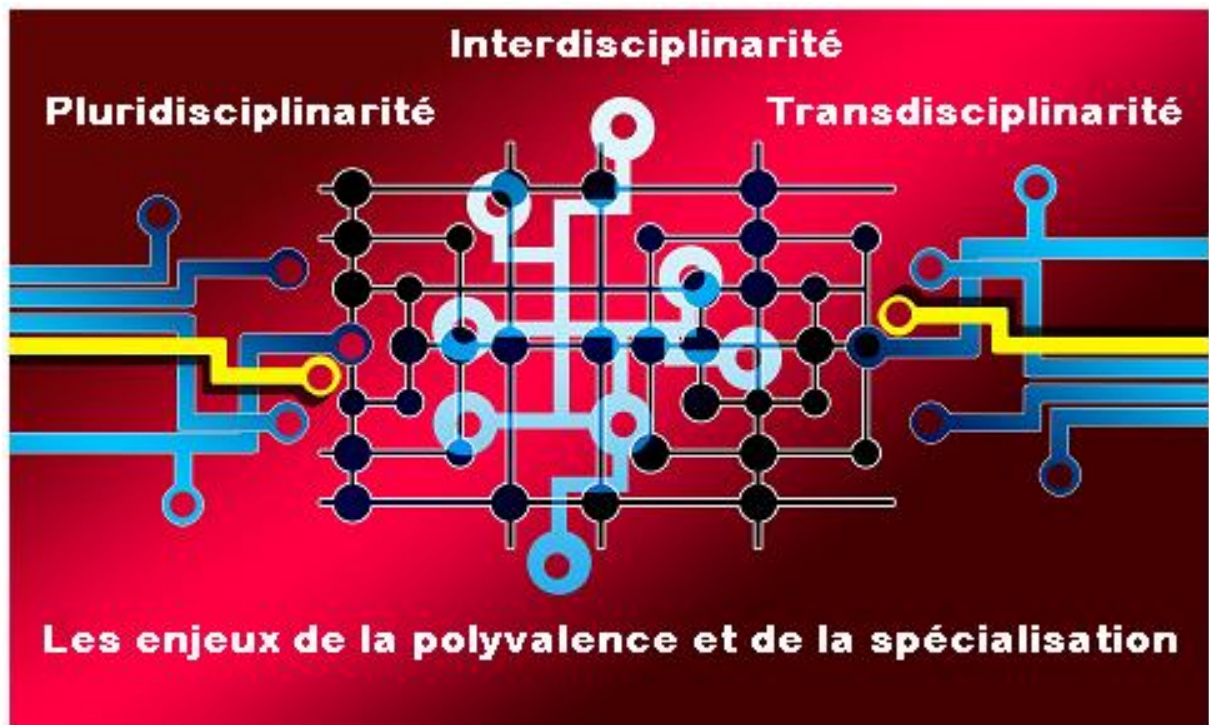 Interdisciplinarité
Pluridisciplinarité
Transdisciplinarité
Les enjeux de la polyvalence et de la spécialisation